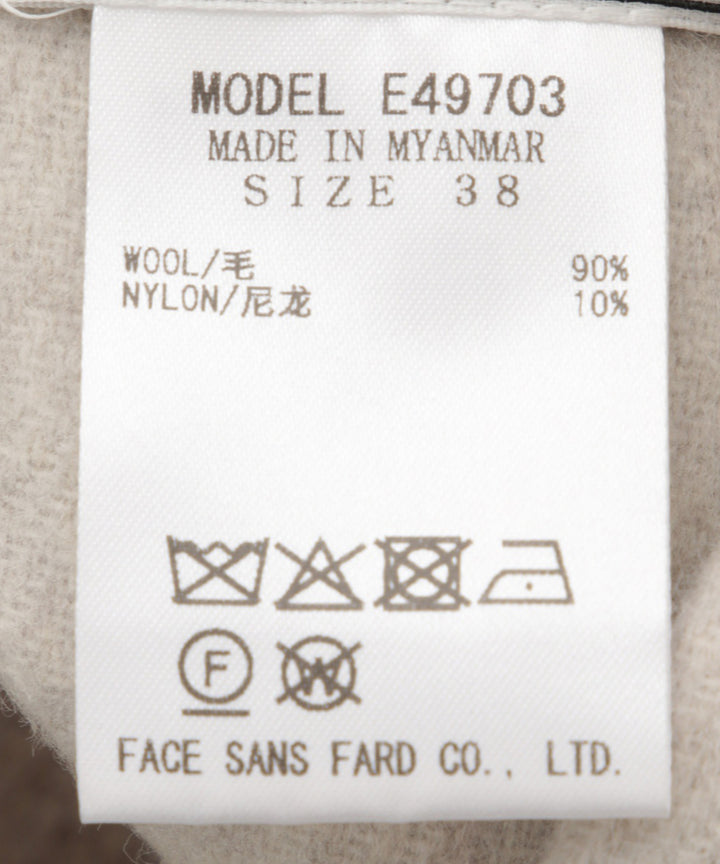 MODEL E49703
MADE IN MYANMAR
SIZE 38
WOOL/毛 90%
NYLON/尼龙 10%
F W
FACE SANS FARD CO., LTD.